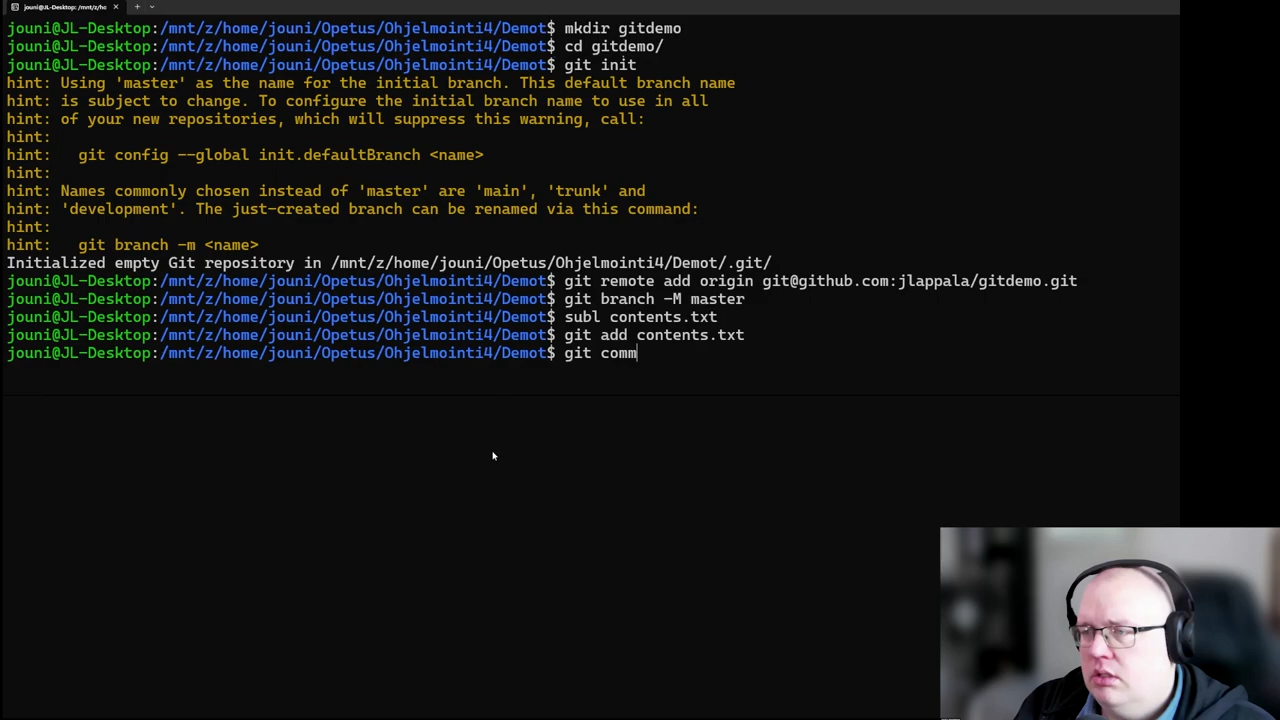 jouni@JL-Desktop: /mnt/z/ho
jouni@JL-Desktop:/mnt/z/home/jouni/Opetus/Ohjelmointi4/Demot$ mkdir gitdemo
jouni@JL-Desktop:/mnt/z/home/jouni/Opetus/Ohjelmointi4/Demot$ cd gitdemo/
jouni@JL-Desktop:/mnt/z/home/jouni/Opetus/Ohjelmointi4/Demot$ git init
hint: Using 'master' as the name for the initial branch. This default branch name
hint: is subject to change. To configure the initial branch name to use in all
hint: of your new repositories, which will suppress this warning, call:
hint:
hint:   git config --global init.defaultBranch <name>
hint:
hint: Names commonly chosen instead of 'master' are 'main', 'trunk' and
hint: 'development'. The just-created branch can be renamed via this command:
hint:
hint:   git branch -m <name>
Initialized empty Git repository in /mnt/z/home/jouni/Opetus/Ohjelmointi4/Demot/.git/
jouni@JL-Desktop:/mnt/z/home/jouni/Opetus/Ohjelmointi4/Demot$ git remote add origin git@github.com:jlappala/gitdemo.git
jouni@JL-Desktop:/mnt/z/home/jouni/Opetus/Ohjelmointi4/Demot$ git branch -M master
jouni@JL-Desktop:/mnt/z/home/jouni/Opetus/Ohjelmointi4/Demot$ subl contents.txt
jouni@JL-Desktop:/mnt/z/home/jouni/Opetus/Ohjelmointi4/Demot$ git add contents.txt
jouni@JL-Desktop:/mnt/z/home/jouni/Opetus/Ohjelmointi4/Demot$ git comm